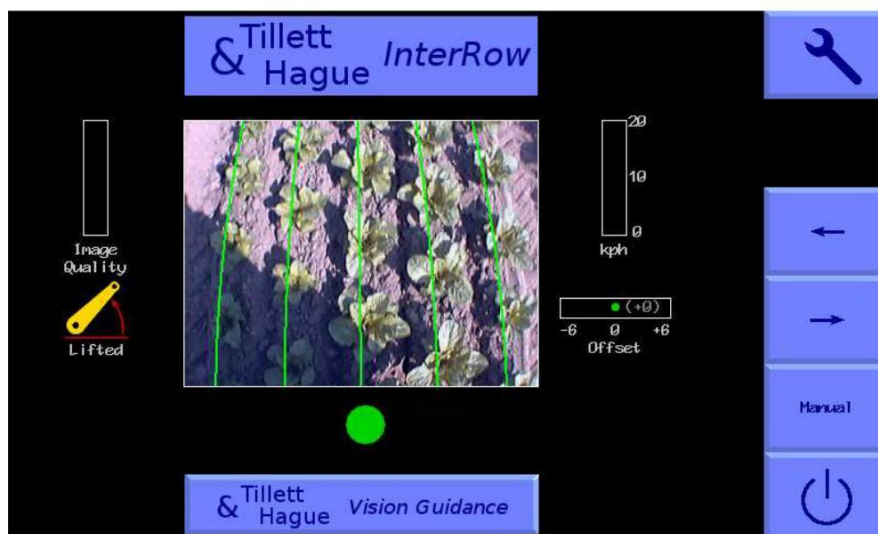 & Tillett
Hague
InterRow
Image
Quality
Lifted
20
10
0
kph
(+0)
-6 0 +6
Offset
Manual
& Tillett
Hague
Vision Guidance